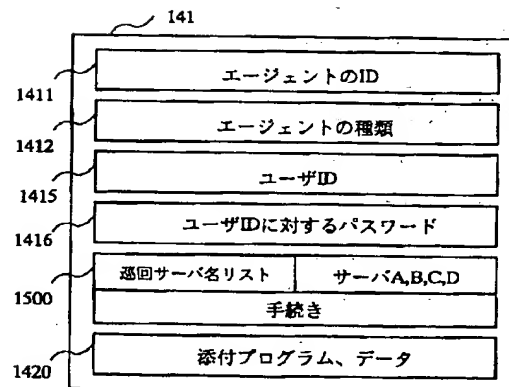 141
1411 エージェントのID
1412 エージェントの種類
1415 ユーザID
1416 ユーザIDに対するパスワード
巡回サーバ名リスト サーバA,B,C,D
1500
手続き
1420 添付プログラム、データ